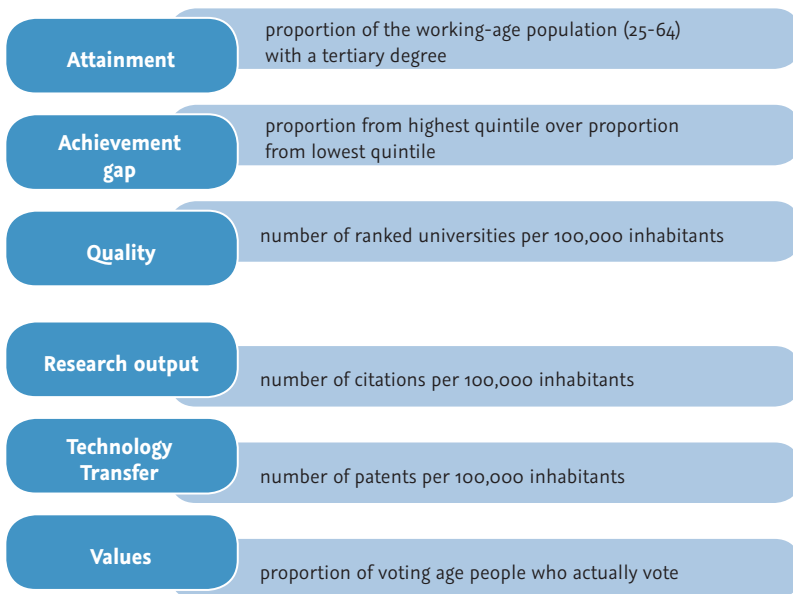 Attainment
proportion of the working-age population (25-64)
with a tertiary degree
Achievement
gap
proportion from highest quintile over proportion
from lowest quintile
Quality
number of ranked universities per 100,000 inhabitants
Research output
number of citations per 100,000 inhabitants
Technology
Transfer
number of patents per 100,000 inhabitants
Values
proportion of voting age people who actually vote